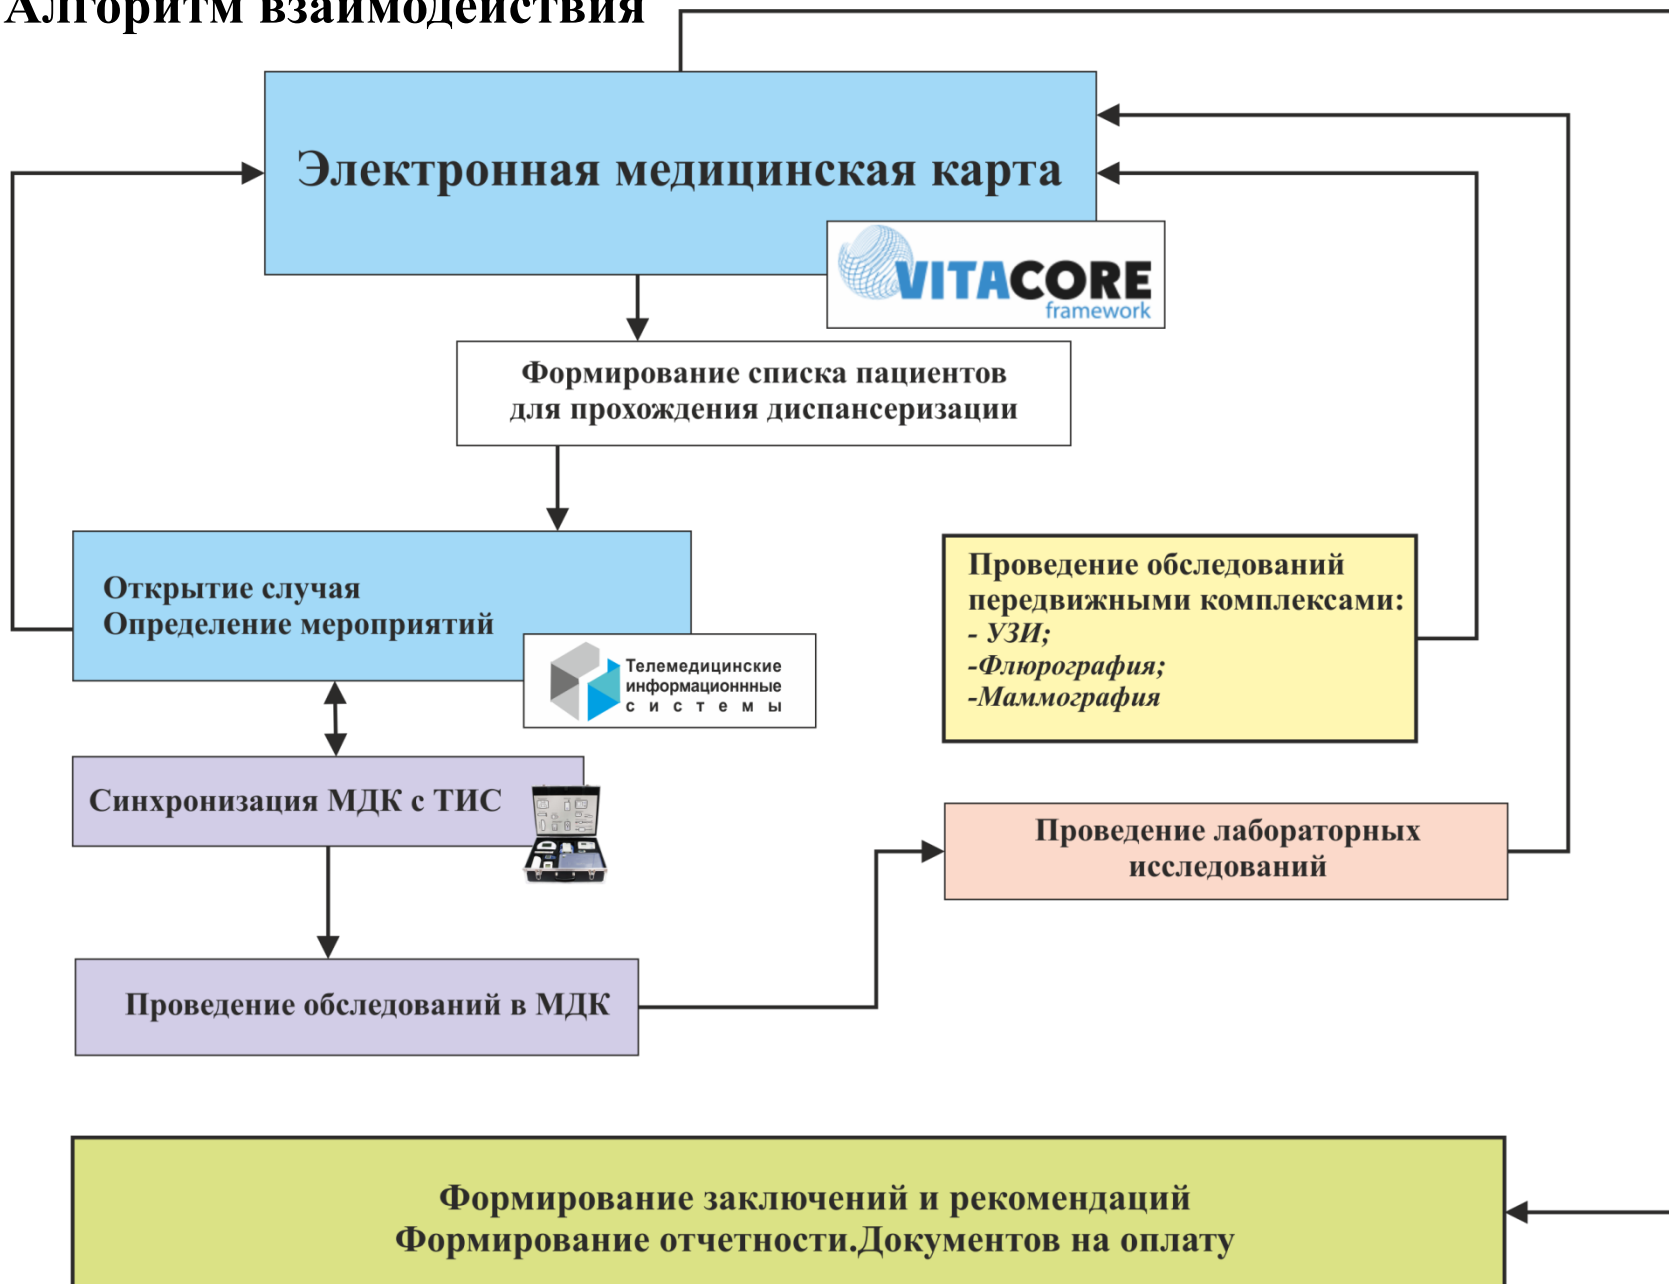 Алгоритм взаимодействия
Электронная медицинская карта
VITACORE
framework
Формирование списка пациентов
для прохождения диспансеризации
Открытие случая
Определение мероприятий
Телемедицинские
информационнные
системы
Проведение обследований
передвижными комплексами:
- УЗИ;
-Флюрография;
-Маммография
Синхронизация МДК с ТИС
Проведение лабораторных
исследований
Проведение обследований в МДК
Формирование заключений и рекомендаций
Формирование отчетности.Документов на оплату